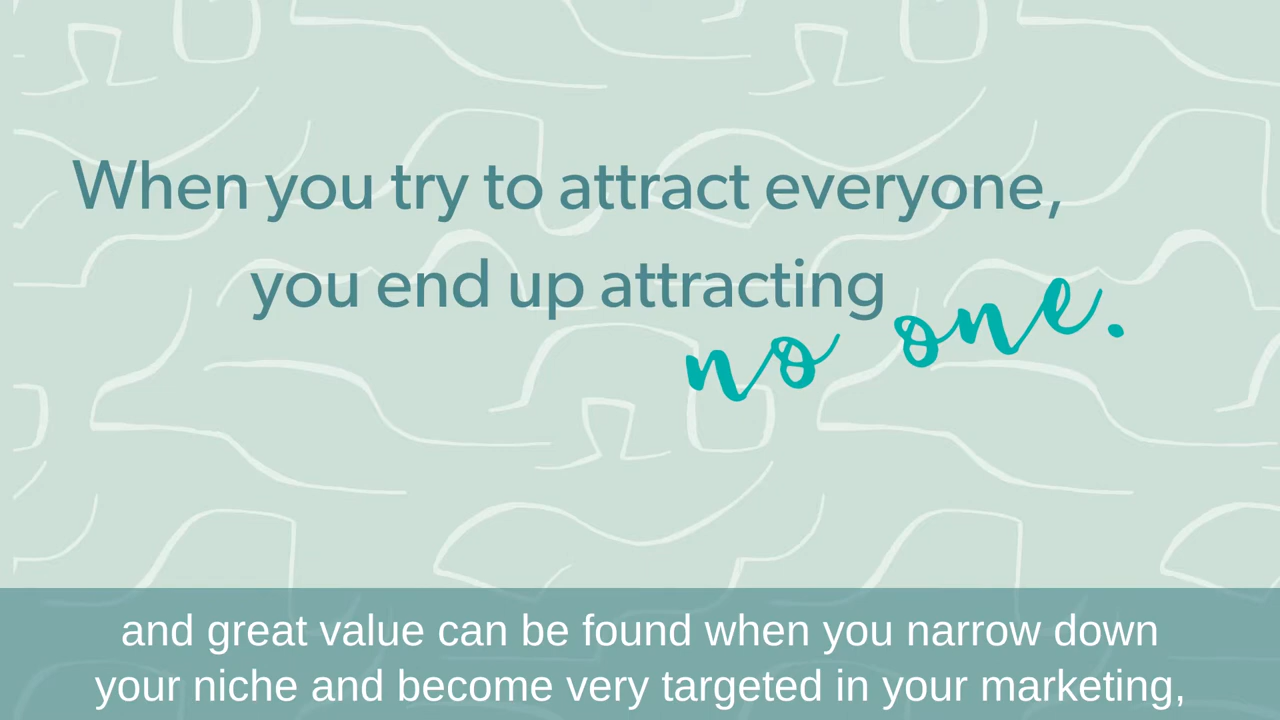 When you try to attract everyone,
you end up attracting
no one.
and great value can be found when you narrow down
your niche and become very targeted in your marketing,